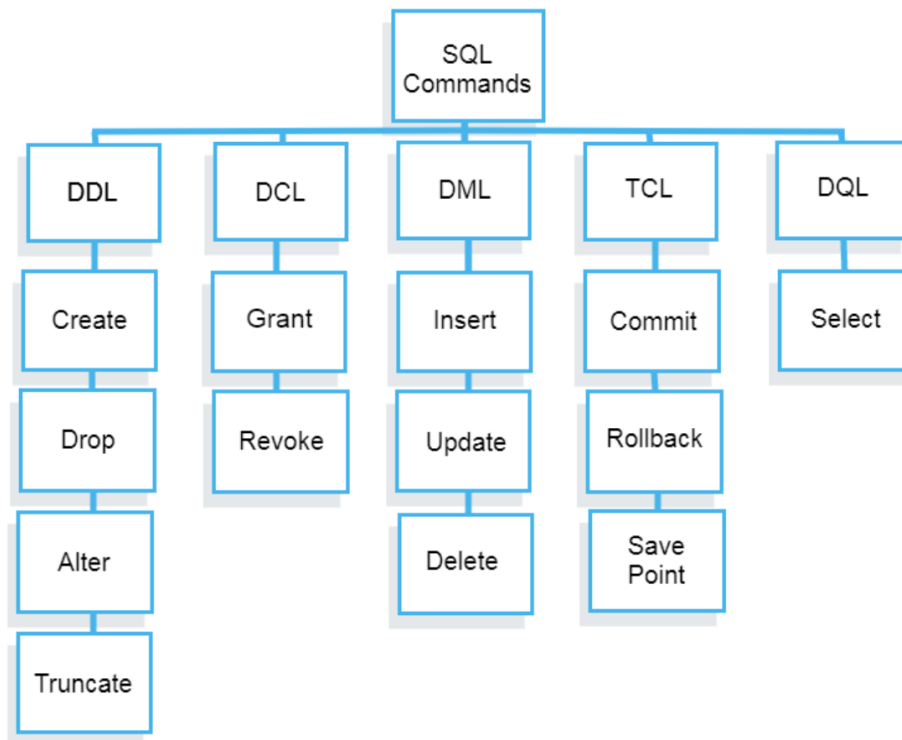 SQL
Commands
DDL
DCL
DML
TCL
DQL
Create
Grant
Insert
Commit
Select
Drop
Revoke
Update
Rollback
Alter
Delete
Save
Point
Truncate